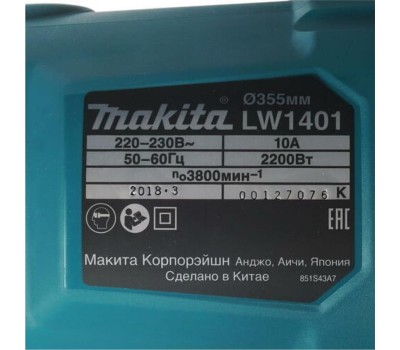 Ø355мм
makita LW1401
220–230В~ 10А
50–60Гц 2200Вт
n₀3800мин⁻¹
2018·3 00127076 K
EAC
Макита Корпорэйшн Анджо, Аичи, Япония
Сделано в Китае 851S43A7